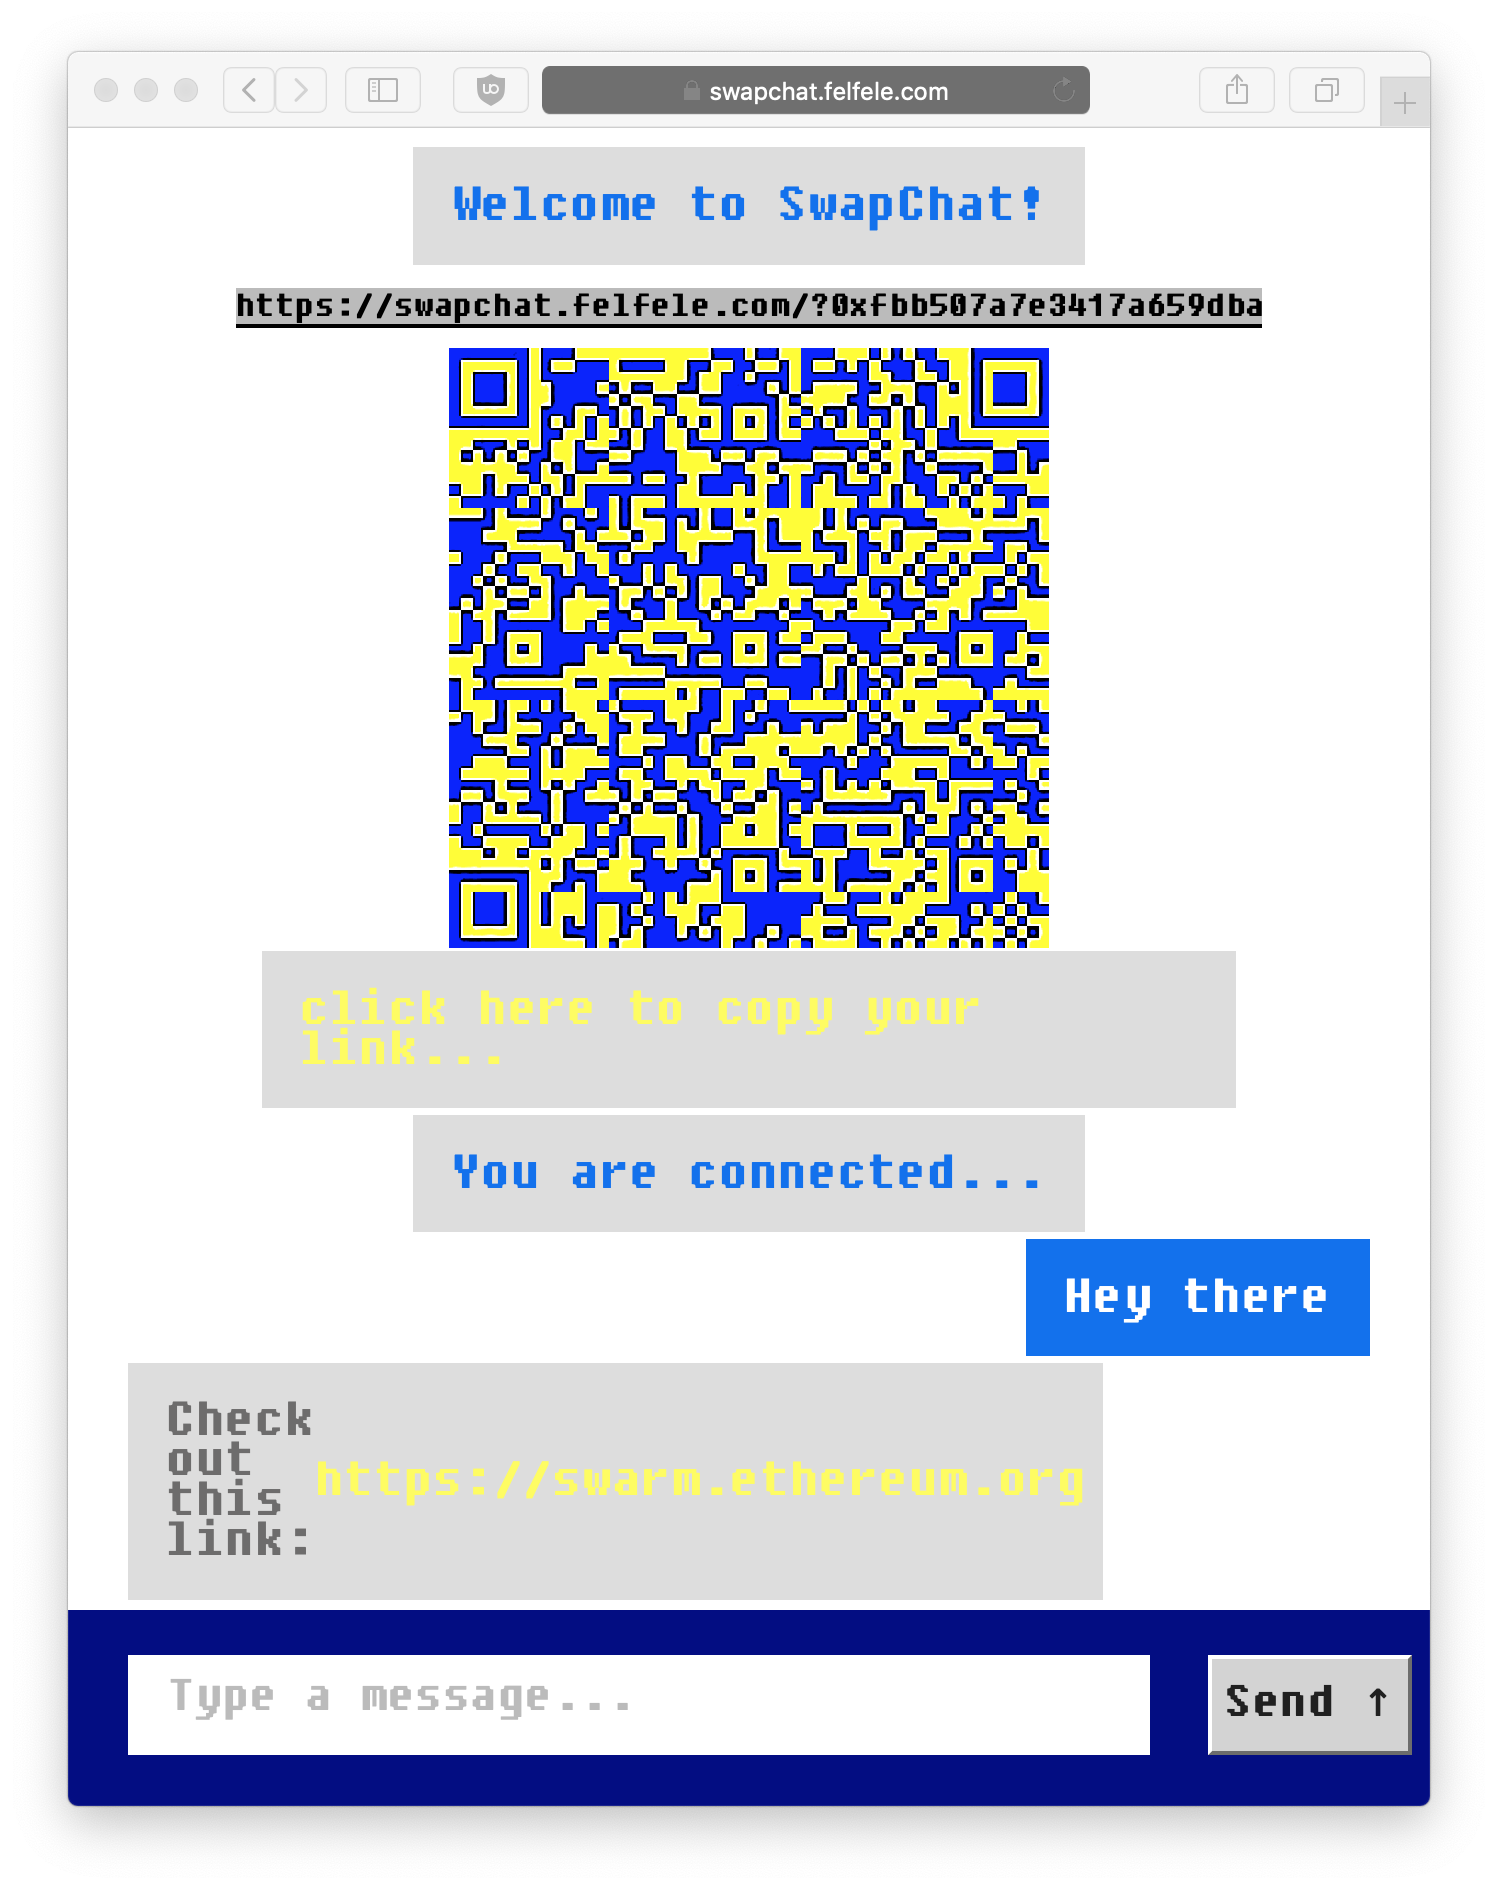 swapchat.felfele.com
Welcome to SwapChat!
https://swapchat.felfele.com/?0xfbb507a7e3417a659dba
click here to copy your
link...
You are connected...
Hey there
Check
out
this
link:
https://swarm.ethereum.org
Type a message...
Send ↑